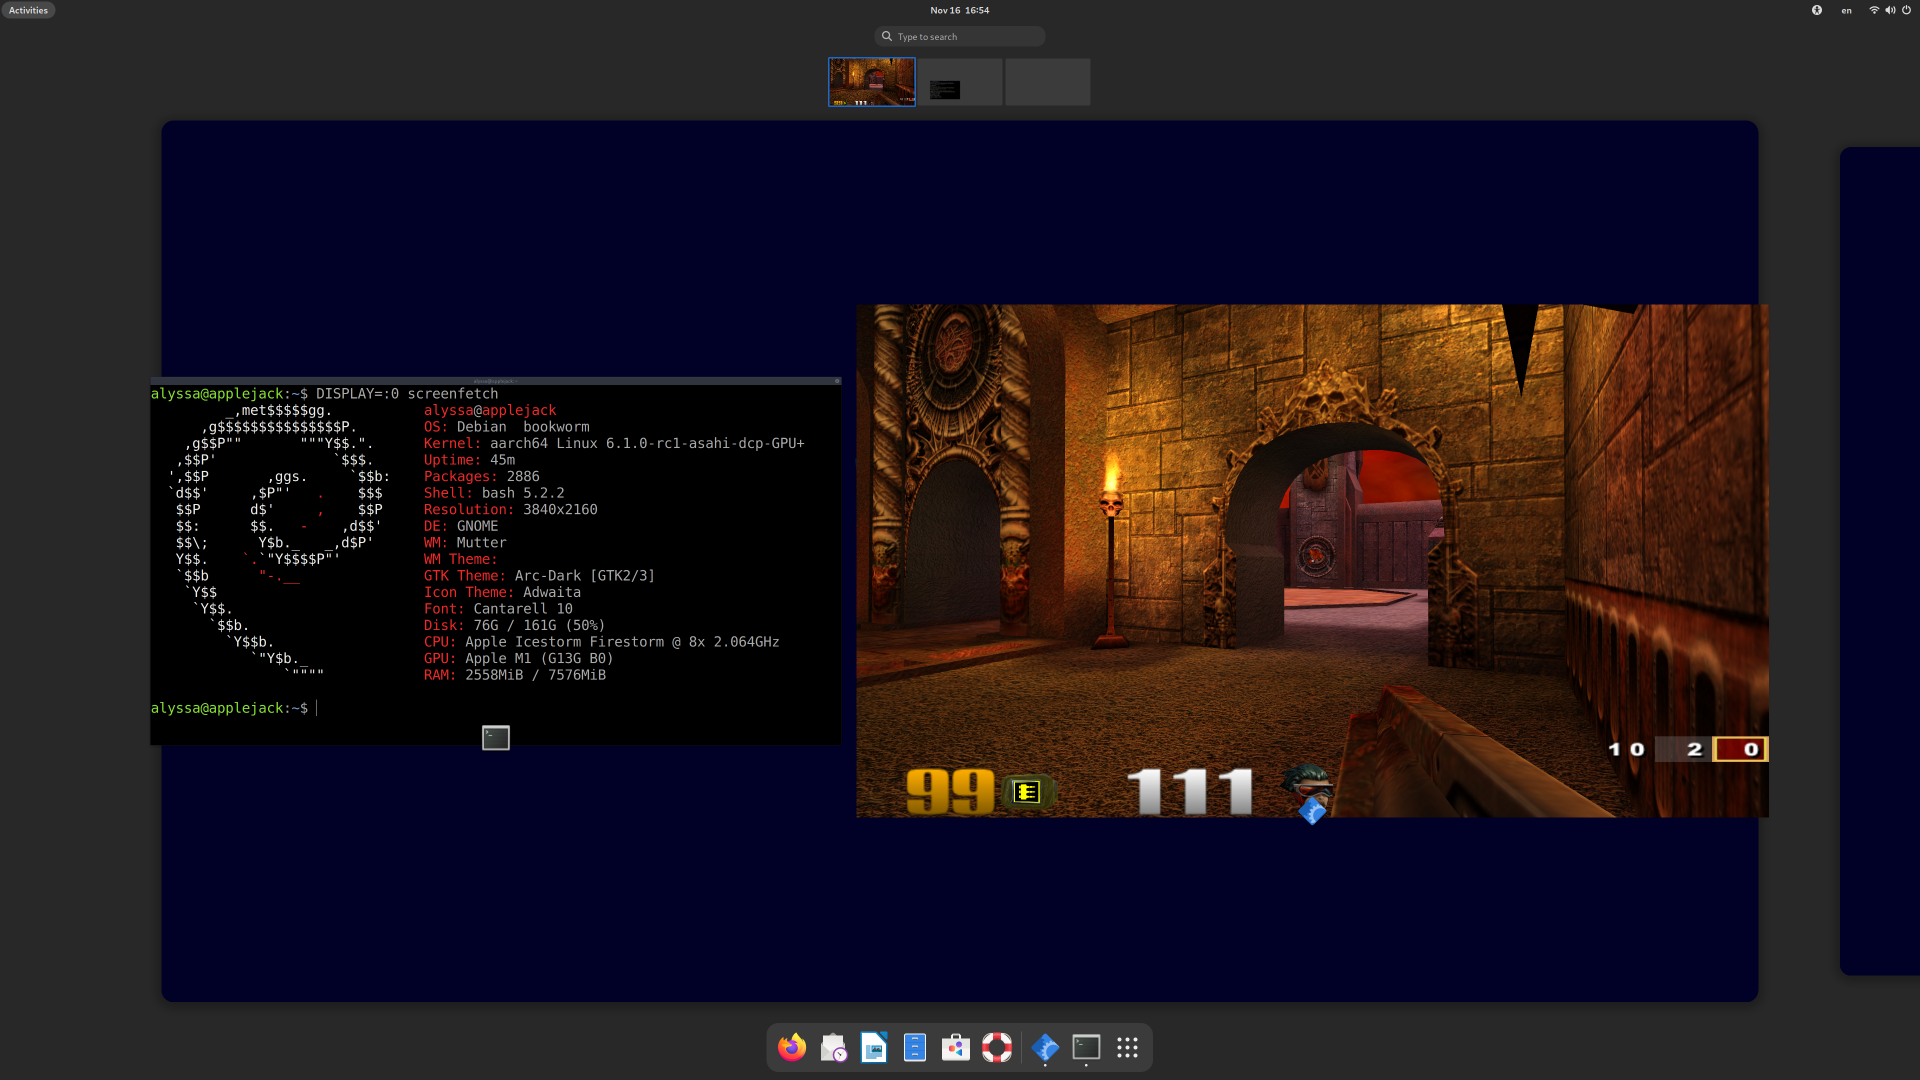 Activities
Nov 16 16:54
en
Type to search
alyssa@applejack:~$ DISPLAY=:0 screenfetch
_,met$$$$$gg.
,g$$$$$$$$$$$$$$$P.
,g$$P""       """Y$$.".
,$$P'              `$$$.
',$$P       ,ggs.     `$$b:
`d$$'     ,$P"'   .    $$$
$$P      d$'     ,    $$P
$$:      $$.   -    ,d$$'
$$\;      Y$b._   _,d$P'
Y$$.    `.`"Y$$$$P"'
`$$b      "-.__
`Y$$
`Y$$.
`$$b.
`Y$$b.
`"Y$b._
`""""
alyssa@applejack
OS: Debian  bookworm
Kernel: aarch64 Linux 6.1.0-rc1-asahi-dcp-GPU+
Uptime: 45m
Packages: 2886
Shell: bash 5.2.2
Resolution: 3840x2160
DE: GNOME
WM: Mutter
WM Theme:
GTK Theme: Arc-Dark [GTK2/3]
Icon Theme: Adwaita
Font: Cantarell 10
Disk: 76G / 161G (50%)
CPU: Apple Icestorm Firestorm @ 8x 2.064GHz
GPU: Apple M1 (G13G B0)
RAM: 2558MiB / 7576MiB
alyssa@applejack:~$
10 2 0
99 111